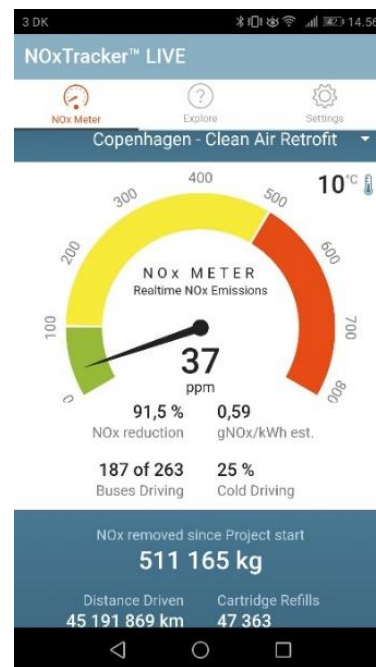 3 DK 14.56
NOxTracker™ LIVE
NOx Meter Explore Settings
Copenhagen - Clean Air Retrofit
10°C
0 100 200 300 400 500 600 700 800
NOx METER
Realtime NOx Emissions
37
ppm
91,5 % 0,59
NOx reduction gNOx/kWh est.
187 of 263 25 %
Buses Driving Cold Driving
NOx removed since Project start
511 165 kg
Distance Driven Cartridge Refills
45 191 869 km 47 363